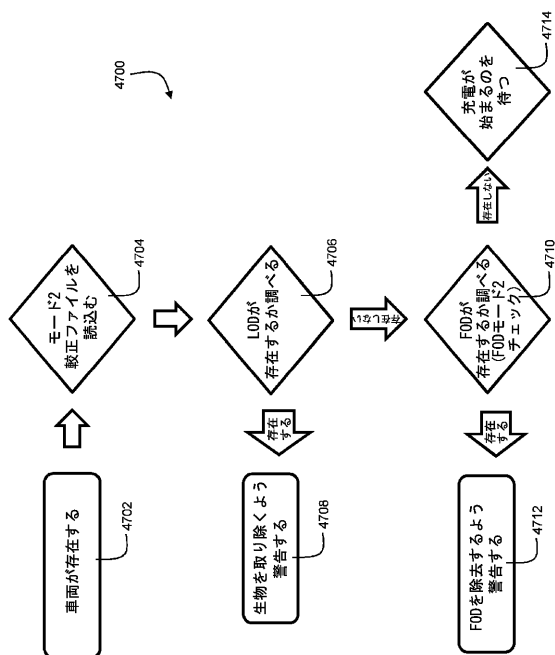 4700
車両が存在する
4702
モード2
較正ファイルを
読込む
4704
LODが
存在するか調べる
4706
存在
する
生物を取り除くよう
警告する
4708
存在しない
FODが
存在するか調べる
(FODモード2
チェック)
4710
存在
する
FODを除去するよう
警告する
4712
存在しない
充電が
始まるのを
待つ
4714